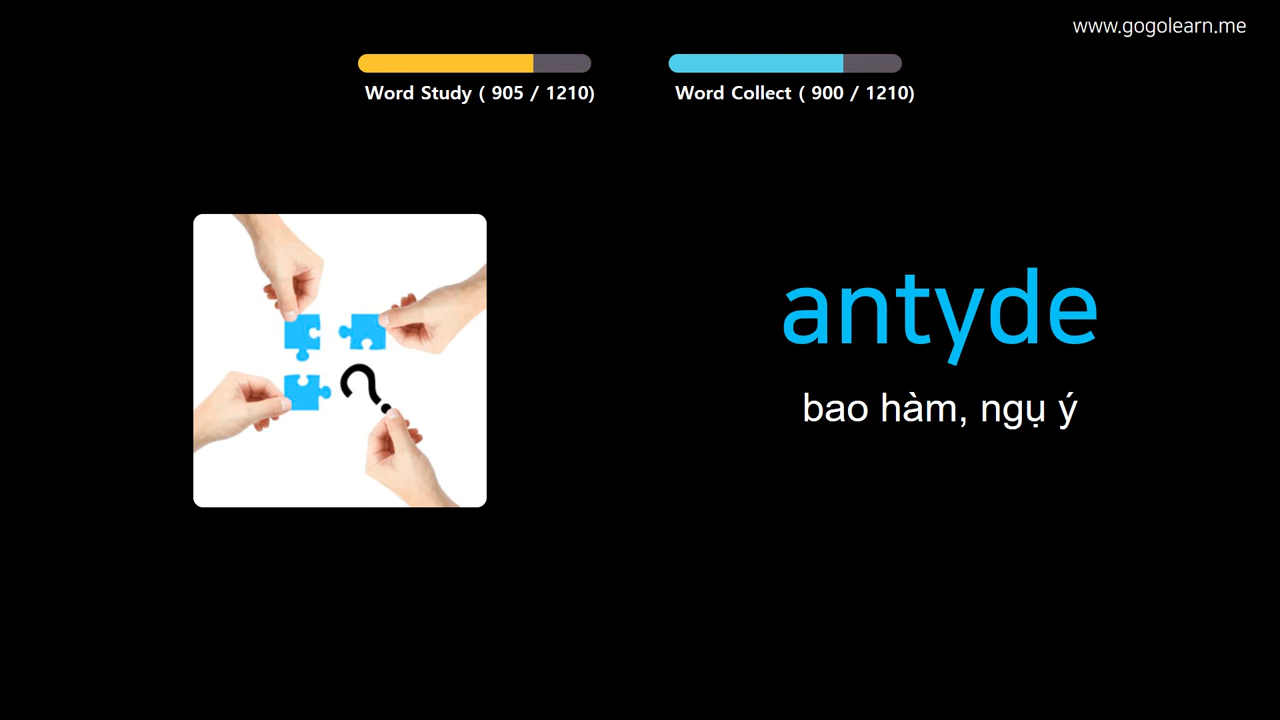 www.gogolearn.me
Word Study ( 905 / 1210)
Word Collect ( 900 / 1210)
antyde
bao hàm, ngụ ý